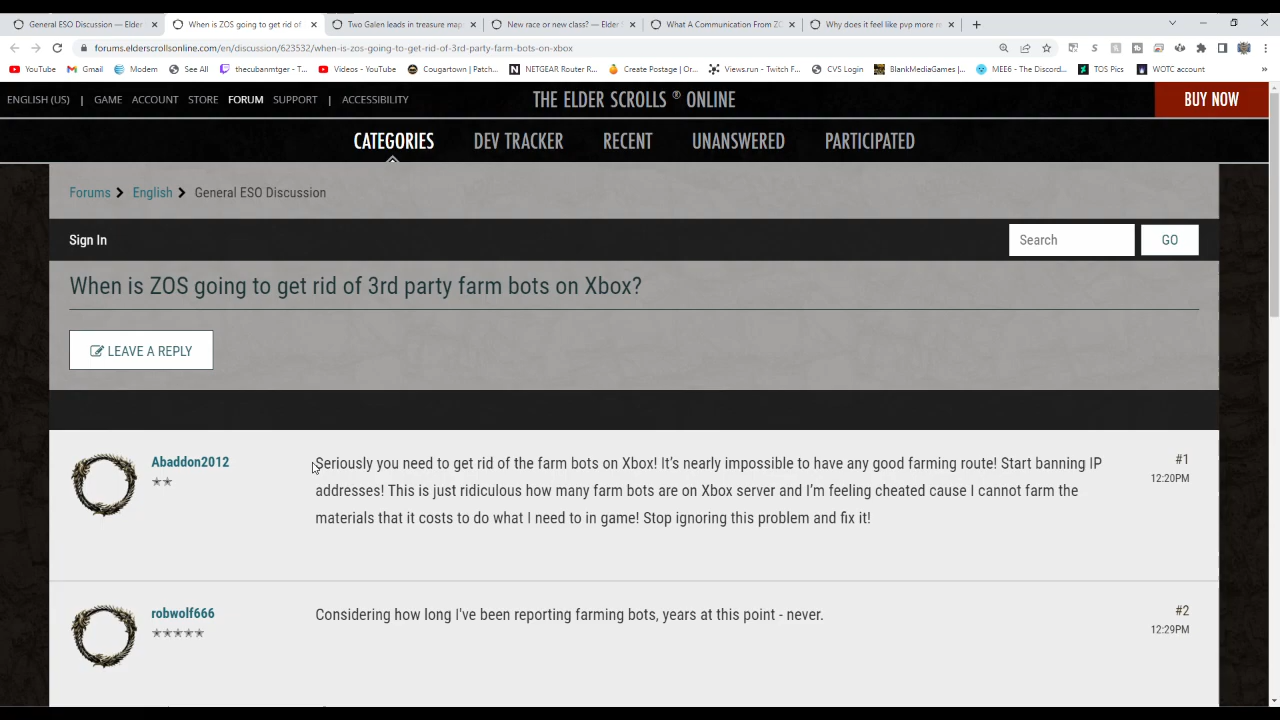 General ESO Discussion — Elder
When is ZOS going to get rid of
Two Galen leads in treasure map
New race or new class? — Elder S
What A Communication From ZO
Why does it feel like pvp more n
forums.elderscrollsonline.com/en/discussion/623532/when-is-zos-going-to-get-rid-of-3rd-party-farm-bots-on-xbox
YouTube
Gmail
Modem
See All
thecubanmtger - T...
Videos - YouTube
Cougartown | Patch...
NETGEAR Router R...
Create Postage | Or...
Views.run - Twitch F...
CVS Login
BlankMediaGames |...
MEE6 - The Discord...
TOS Pics
WOTC account
»
ENGLISH (US) | GAME ACCOUNT STORE FORUM SUPPORT | ACCESSIBILITY
THE ELDER SCROLLS ® ONLINE
BUY NOW
CATEGORIES DEV TRACKER RECENT UNANSWERED PARTICIPATED
Forums English General ESO Discussion
Sign In
Search
GO
When is ZOS going to get rid of 3rd party farm bots on Xbox?
LEAVE A REPLY
Abaddon2012
Seriously you need to get rid of the farm bots on Xbox! It's nearly impossible to have any good farming route! Start banning IP
addresses! This is just ridiculous how many farm bots are on Xbox server and I'm feeling cheated cause I cannot farm the
materials that it costs to do what I need to in game! Stop ignoring this problem and fix it!
#1
12:20PM
robwolf666
Considering how long I've been reporting farming bots, years at this point - never.
#2
12:29PM